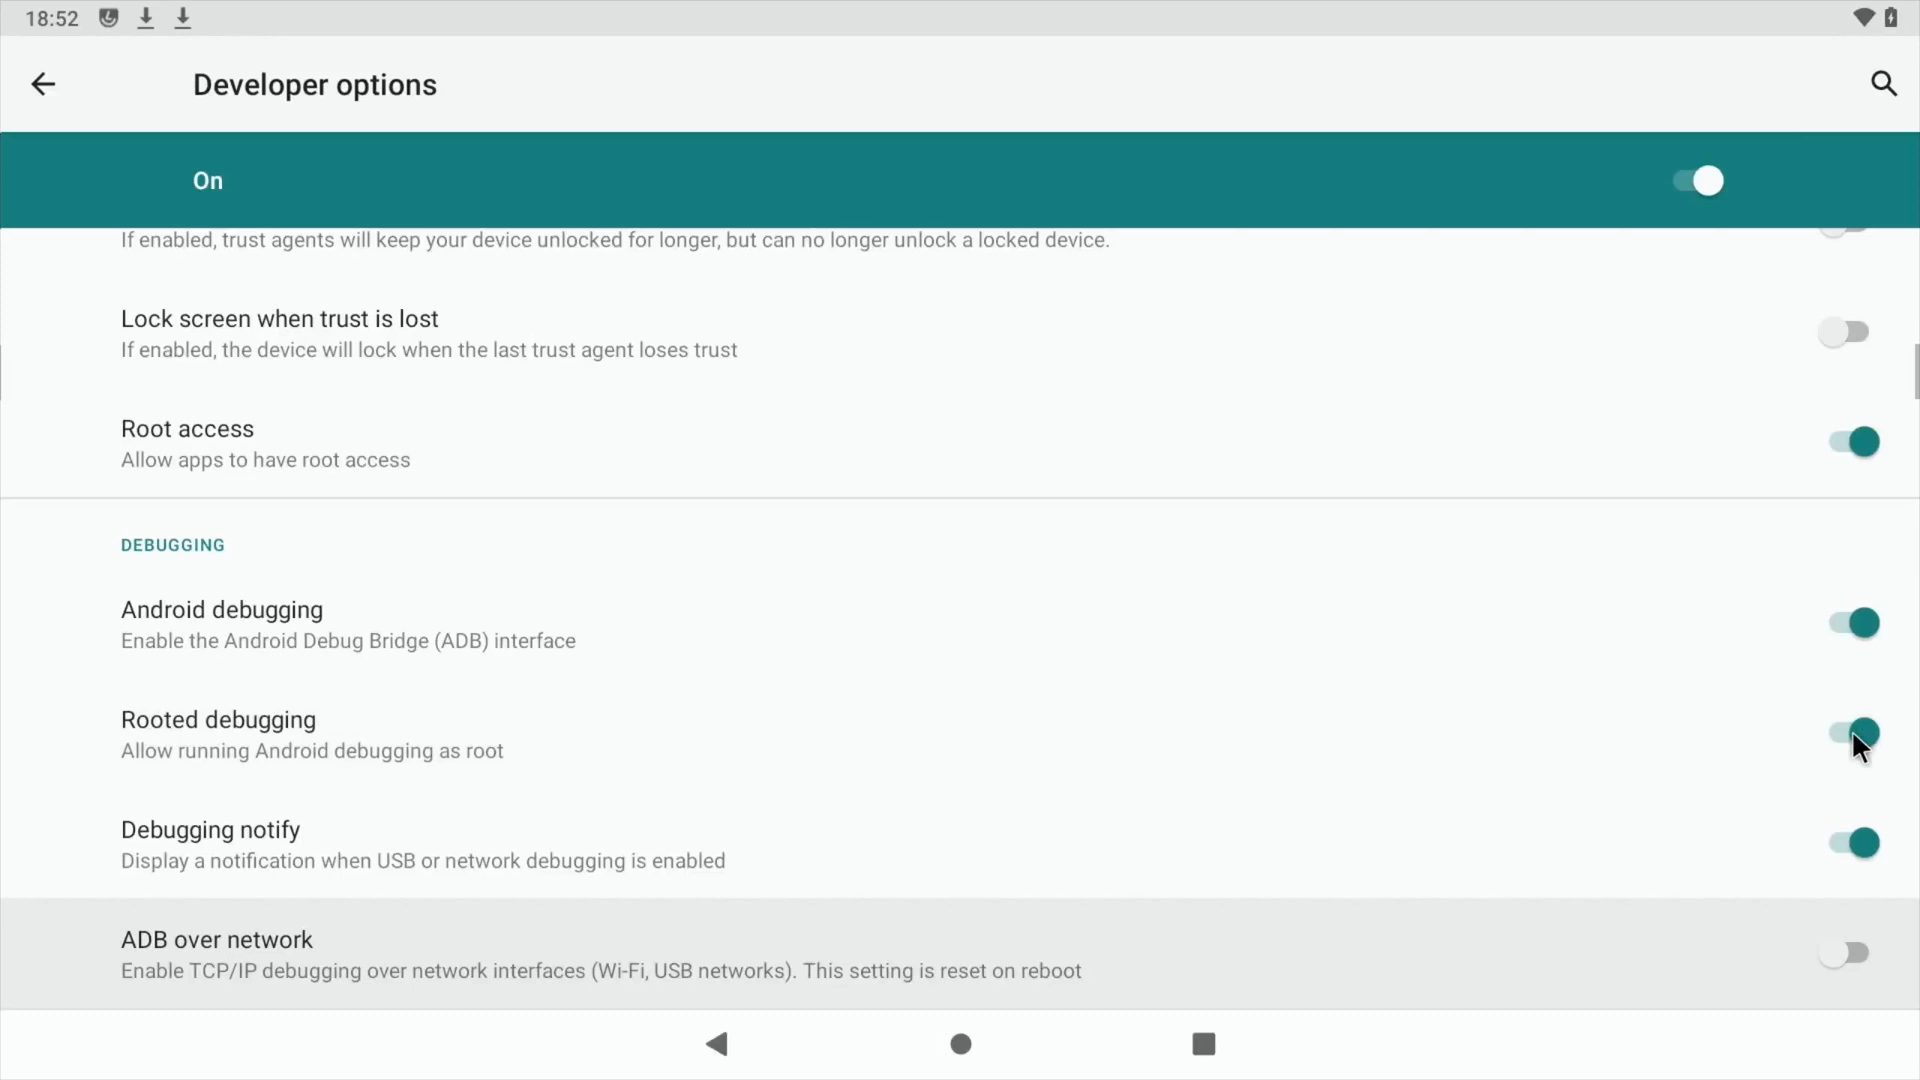 18:52
Developer options
On
If enabled, trust agents will keep your device unlocked for longer, but can no longer unlock a locked device.
Lock screen when trust is lost
If enabled, the device will lock when the last trust agent loses trust
Root access
Allow apps to have root access
DEBUGGING
Android debugging
Enable the Android Debug Bridge (ADB) interface
Rooted debugging
Allow running Android debugging as root
Debugging notify
Display a notification when USB or network debugging is enabled
ADB over network
Enable TCP/IP debugging over network interfaces (Wi-Fi, USB networks). This setting is reset on reboot